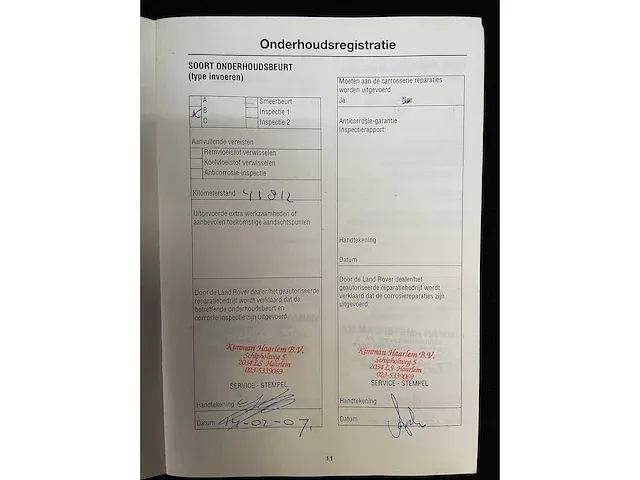 Onderhoudsregistratie
SOORT ONDERHOUDSBEURT
(type invoeren)
A
Smeerbeurt
B
Inspectie 1
C
Inspectie 2
Aanvullende vereisten
Remvloeistof verwisselen
Koelvloeistof verwisselen
Anticorrosie-inspectie
Kilometerstand 41812
Uitgevoerde extra werkzaamheden of
aanbevolen toekomstige aandachtspunten
Door de Land Rover dealer/het geautoriseerde
reparatiebedrijf wordt verklaard dat de
betreffende onderhoudsbeurt en
corrosie inspectie zijn uitgevoerd.
Kimman Haarlem B.V.
Schipholweg 5
2034 LS Haarlem
023-5339069
SERVICE - STEMPEL
Handtekening
Datum 14-02-07
Moeten aan de carrosserie reparaties
worden uitgevoerd
Ja
Anticorrosie-garantie
Inspectierapport:
Handtekening
Datum
Door de Land Rover dealer/het
geautoriseerde reparatiebedrijf wordt
verklaard dat de corrosiereparaties zijn
uitgevoerd:
Kimman Haarlem B.V.
Schipholweg 5
2034 LS Haarlem
023-5339069
SERVICE - STEMPEL
Handtekening
Datum
11